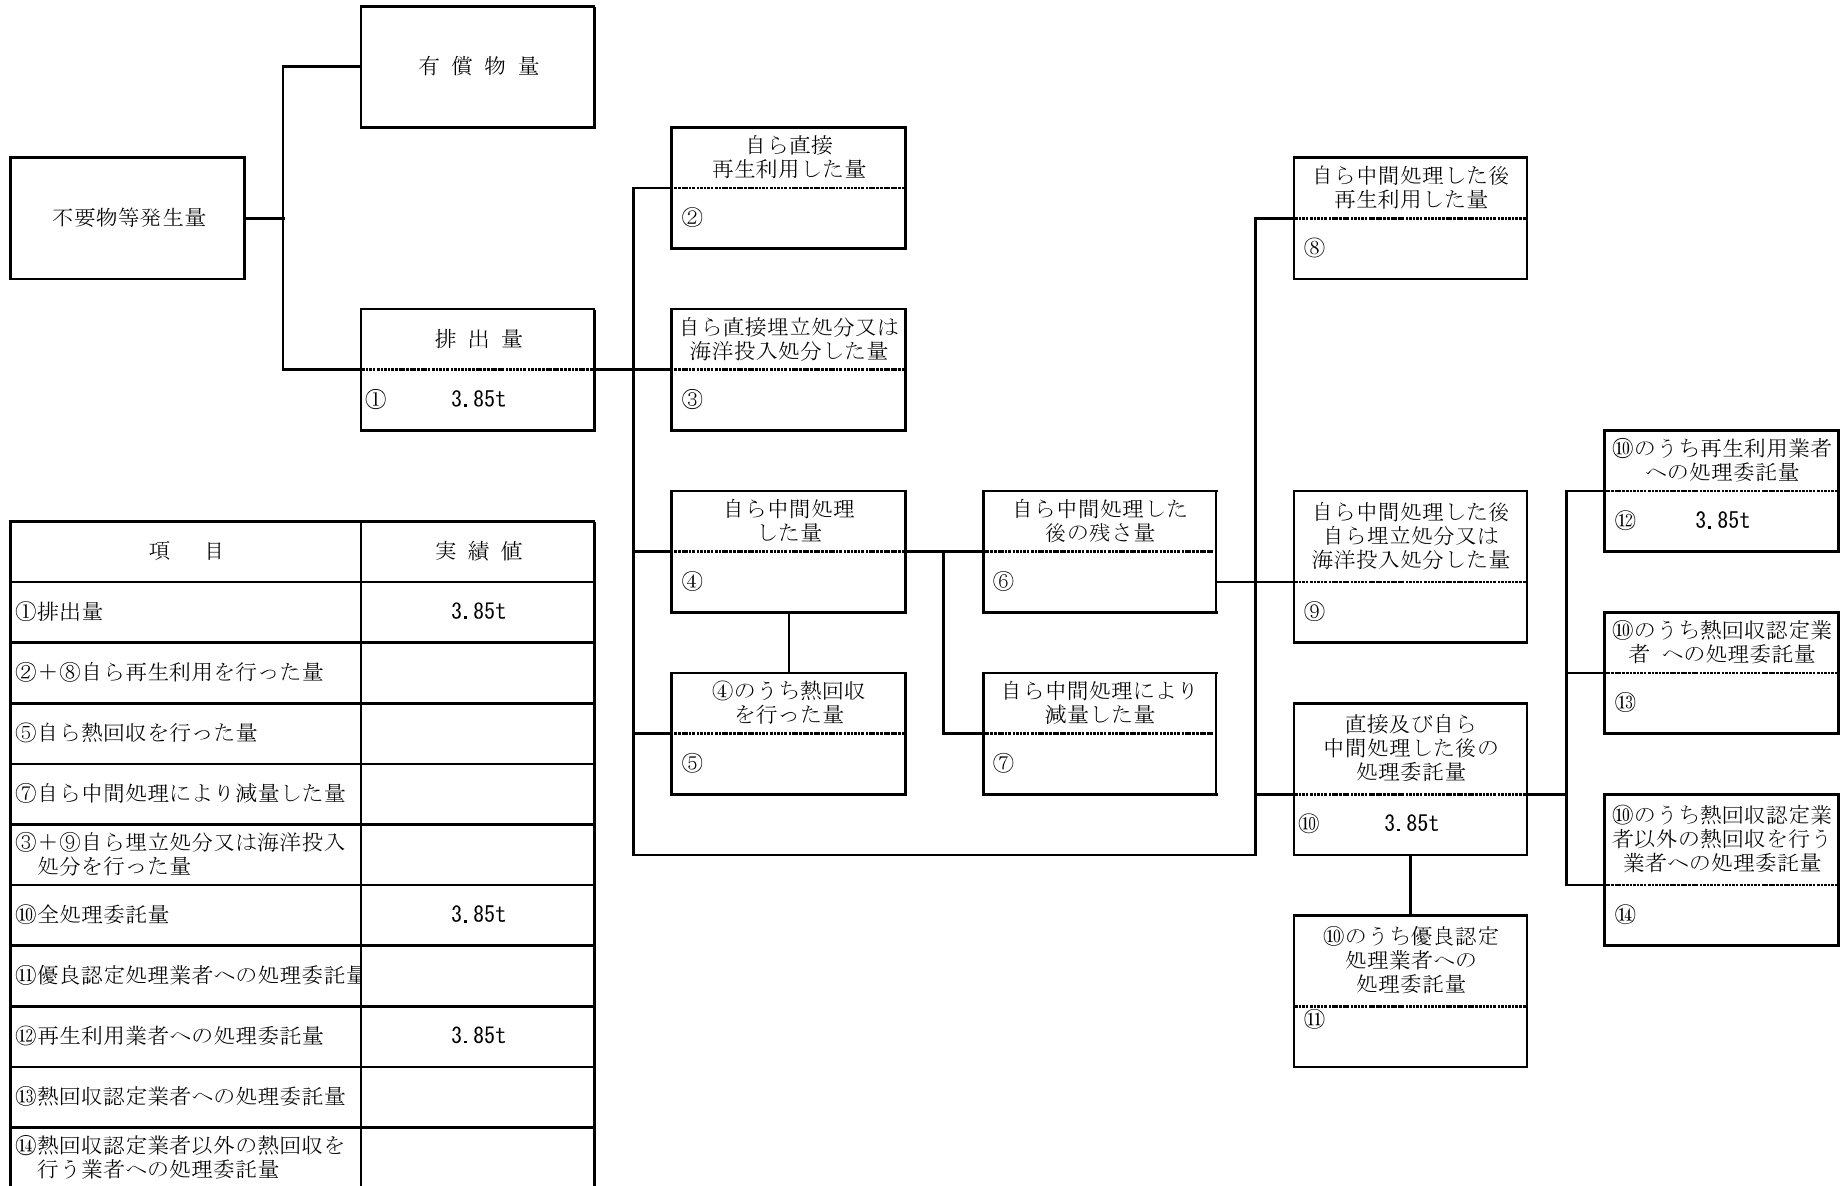 有償物量
不要物等発生量
排出量
① 3.85t
自ら直接
再生利用した量
②
自ら直接埋立処分又は
海洋投入処分した量
③
自ら中間処理
した量
④
④のうち熱回収
を行った量
⑤
自ら中間処理した
後の残さ量
⑥
自ら中間処理により
減量した量
⑦
自ら中間処理した後
再生利用した量
⑧
自ら中間処理した後
自ら埋立処分又は
海洋投入処分した量
⑨
直接及び自ら
中間処理した後の
処理委託量
⑩ 3.85t
⑩のうち優良認定
処理業者への
処理委託量
⑪
⑩のうち再生利用業者
への処理委託量
⑫ 3.85t
⑩のうち熱回収認定業
者 への処理委託量
⑬
⑩のうち熱回収認定業
者以外の熱回収を行う
業者への処理委託量
⑭
項目 実績値
①排出量 3.85t
②＋⑧自ら再生利用を行った量
⑤自ら熱回収を行った量
⑦自ら中間処理により減量した量
③＋⑨自ら埋立処分又は海洋投入
処分を行った量
⑩全処理委託量 3.85t
⑪優良認定処理業者への処理委託量
⑫再生利用業者への処理委託量 3.85t
⑬熱回収認定業者への処理委託量
⑭熱回収認定業者以外の熱回収を
行う業者への処理委託量